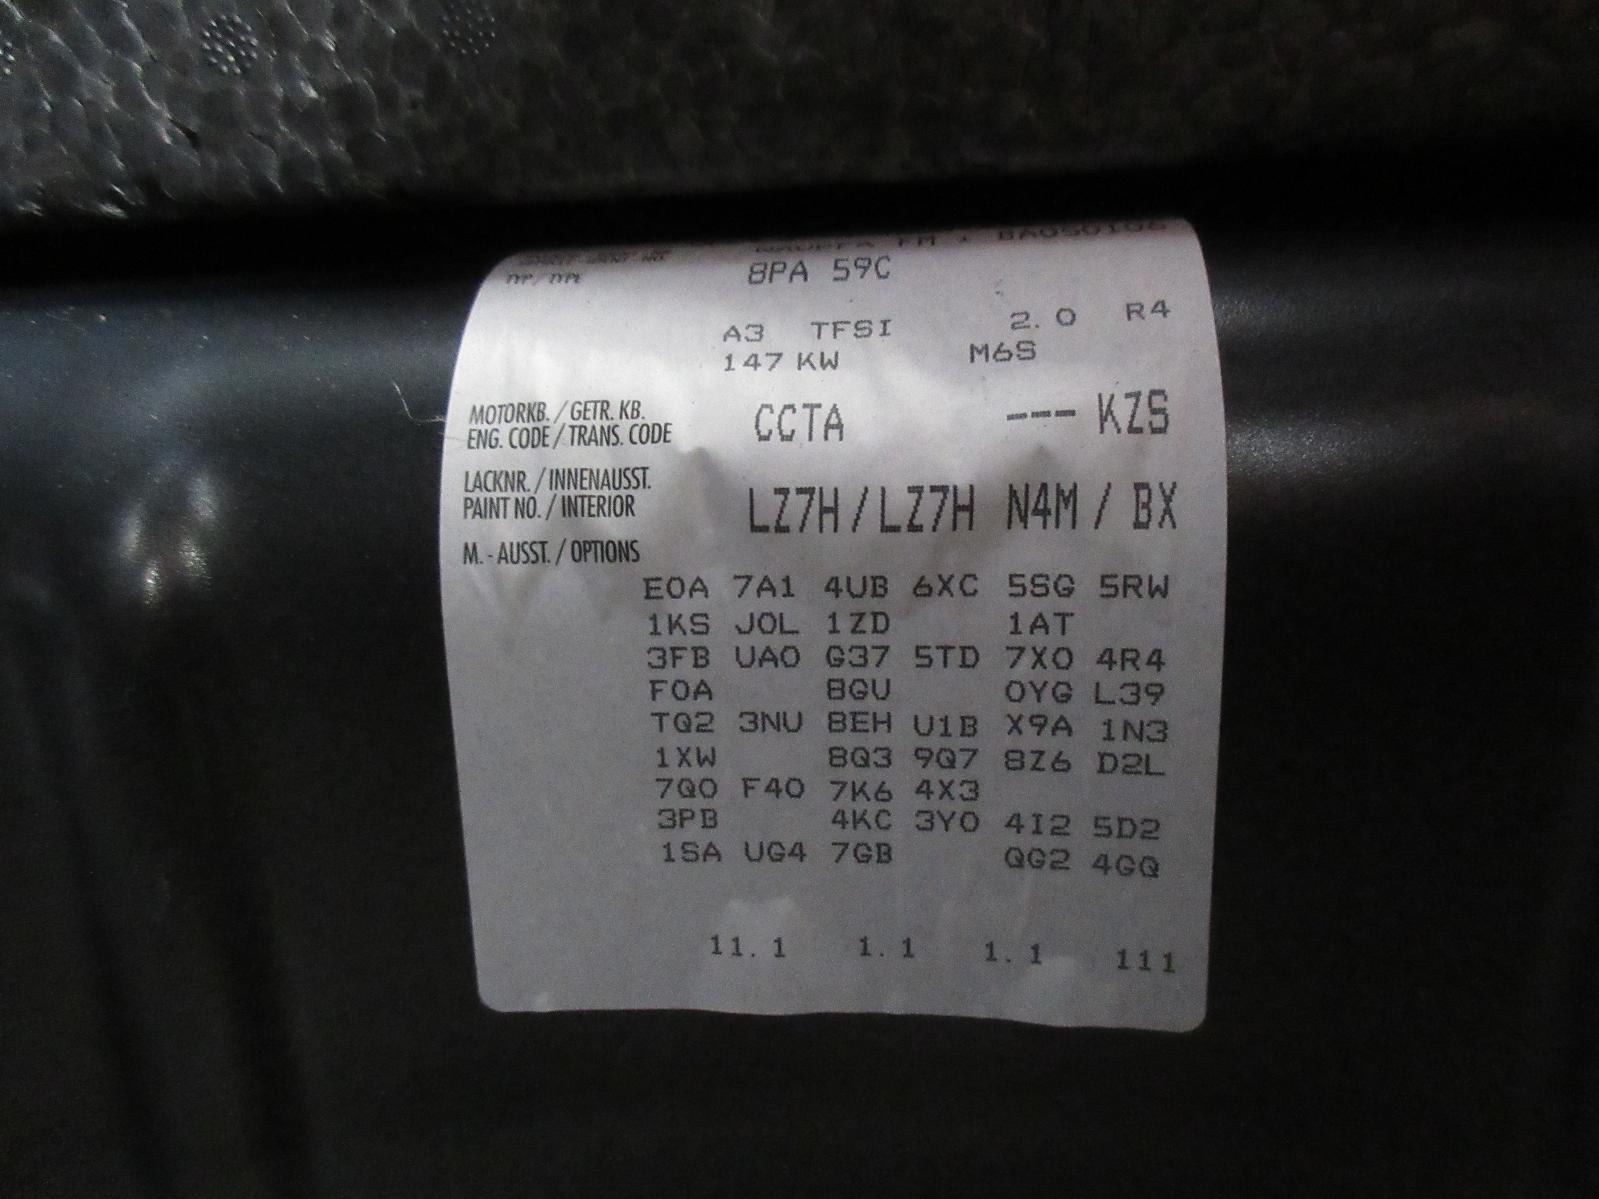 TYP/TYPE 8PA 59C
A3 TFSI 2.0 R4
147 KW M6S
MOTORKB./GETR. KB.
ENG. CODE/TRANS. CODE CCTA --- KZS
LACKNR./INNENAUSST.
PAINT NO./INTERIOR LZ7H/LZ7H N4M / BX
M.-AUSST./OPTIONS
E0A 7A1 4UB 6XC 5SG 5RW
1KS J0L 1ZD 1AT
3FB UA0 G37 5TD 7X0 4R4
F0A 8GU 0YG L39
TQ2 3NU 8EH U1B X9A 1N3
1XW 8Q3 9Q7 8Z6 D2L
7Q0 F40 7K6 4X3
3PB 4KC 3Y0 4I2 5D2
1SA UG4 7GB QG2 4GQ
11.1 1.1 1.1 111